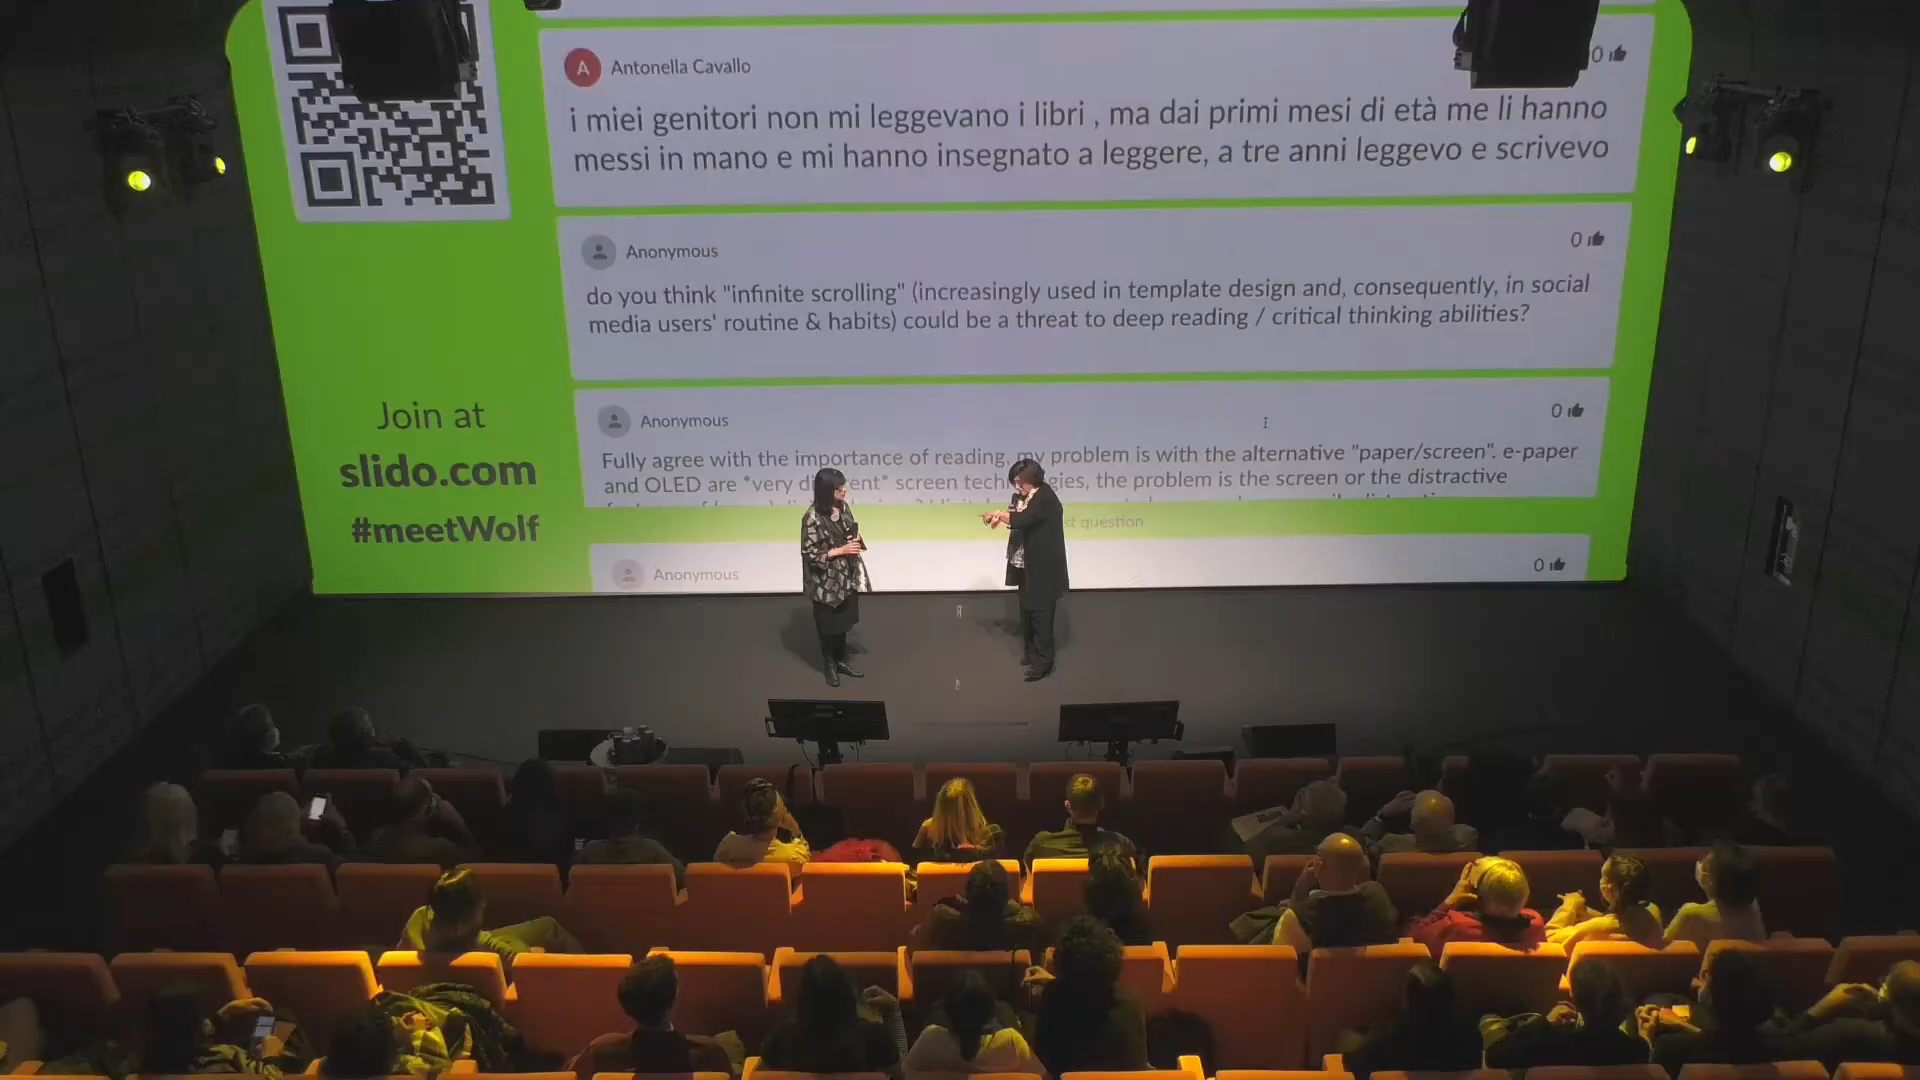 Antonella Cavallo
0
i miei genitori non mi leggevano i libri , ma dai primi mesi di età me li hanno
messi in mano e mi hanno insegnato a leggere, a tre anni leggevo e scrivevo
Anonymous
0
do you think "infinite scrolling" (increasingly used in template design and, consequently, in social
media users' routine & habits) could be a threat to deep reading / critical thinking abilities?
Anonymous
0
Fully agree with the importance of reading, my problem is with the alternative "paper/screen". e-paper
and OLED are *very screen technologies, the problem is the screen or the distractive
question
Anonymous
0
Join at
slido.com
#meetWolf